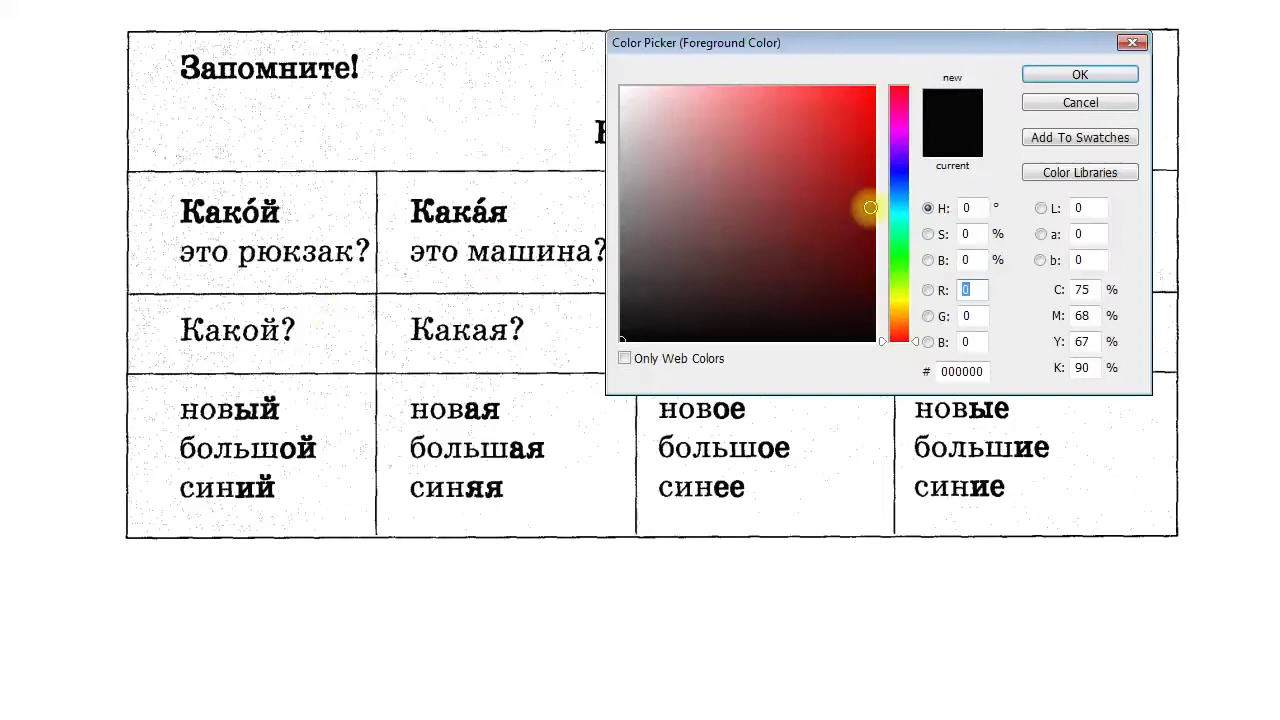 Запомните!
Како́й
это рюкзак?
Кака́я
это машина?
Какой?
Какая?
новый
большой
синий
новая
большая
синяя
новое
большое
синее
новые
большие
синие
Color Picker (Foreground Color)
new
current
OK
Cancel
Add To Swatches
Color Libraries
H: 0 °
S: 0 %
B: 0 %
R: 0
G: 0
B: 0
# 000000
L: 0
a: 0
b: 0
C: 75 %
M: 68 %
Y: 67 %
K: 90 %
Only Web Colors